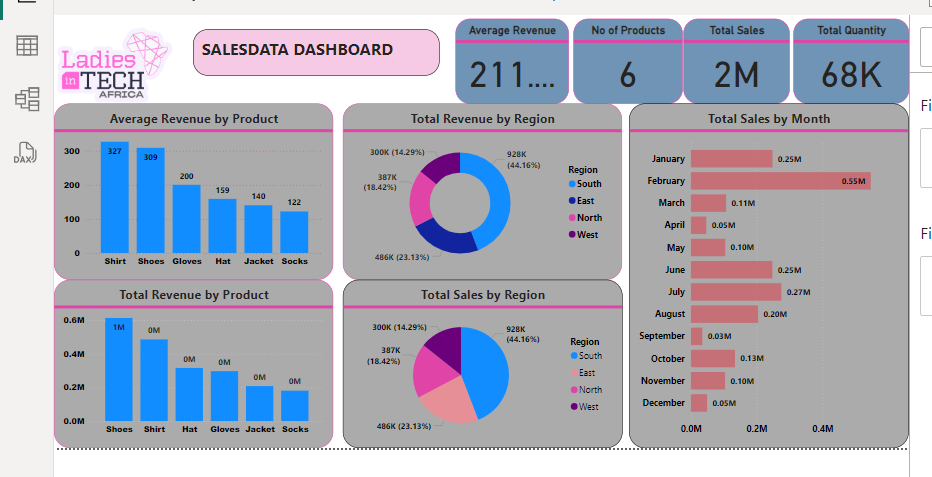 Ladies
in TECH
AFRICA
SALESDATA DASHBOARD
Average Revenue
211....
No of Products
6
Total Sales
2M
Total Quantity
68K
DAX
Average Revenue by Product
300
200
100
0
327
309
200
159
140
122
Shirt Shoes Gloves Hat Jacket Socks
Total Revenue by Region
300K (14.29%)
387K
(18.42%)
486K (23.13%)
928K
(44.16%)
Region
South
East
North
West
Total Sales by Month
January 0.25M
February 0.55M
March 0.11M
April 0.05M
May 0.10M
June 0.25M
July 0.27M
August 0.20M
September 0.03M
October 0.13M
November 0.10M
December 0.05M
0.0M 0.2M 0.4M
Total Revenue by Product
0.6M
0.4M
0.2M
0.0M
1M
0M
0M
0M
0M
0M
Shoes Shirt Hat Gloves Jacket Socks
Total Sales by Region
300K (14.29%)
387K
(18.42%)
486K (23.13%)
928K
(44.16%)
Region
South
East
North
West
Fi
Fi